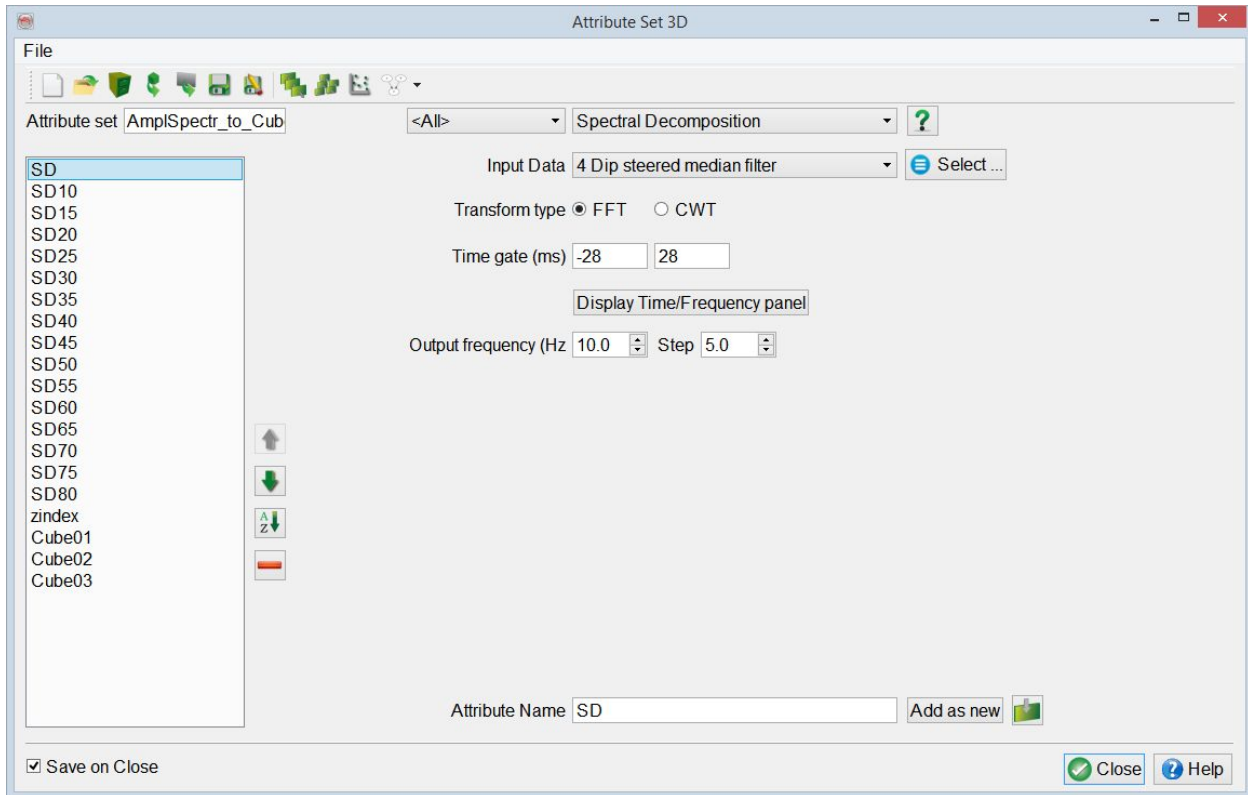 Attribute Set 3D
File
Attribute set AmplSpectr_to_Cub <All> Spectral Decomposition ?
Input Data 4 Dip steered median filter Select ...
Transform type FFT CWT
Time gate (ms) -28 28
Display Time/Frequency panel
Output frequency (Hz 10.0 Step 5.0
SD
SD10
SD15
SD20
SD25
SD30
SD35
SD40
SD45
SD50
SD55
SD60
SD65
SD70
SD75
SD80
zindex
Cube01
Cube02
Cube03
A
Z
Attribute Name SD Add as new
Save on Close
Close ? Help